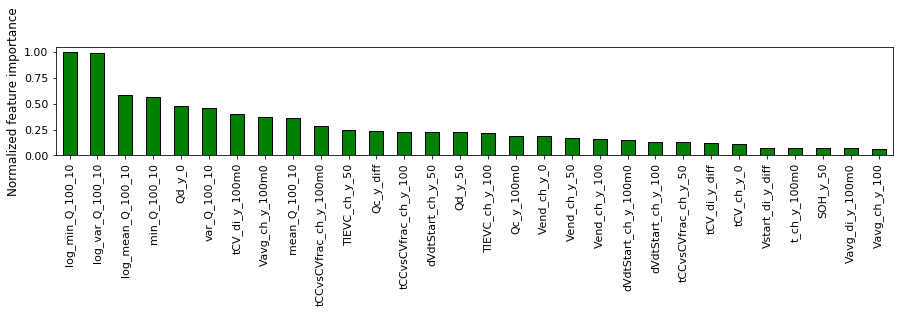 Normalized feature importance
1.00
0.75
0.50
0.25
0.00
log_min_Q_100_10
log_var_Q_100_10
log_mean_Q_100_10
min_Q_100_10
Qd_y_0
var_Q_100_10
tCV_di_y_100m0
Vavg_ch_y_100m0
mean_Q_100_10
tCCvsCVfrac_ch_y_100m0
TIEVC_ch_y_50
Qc_y_diff
tCCvsCVfrac_ch_y_100
dVdtStart_ch_y_50
Qd_y_50
TIEVC_ch_y_100
Qc_y_100m0
Vend_ch_y_0
Vend_ch_y_50
Vend_ch_y_100
dVdtStart_ch_y_100m0
dVdtStart_ch_y_100
tCCvsCVfrac_ch_y_50
tCV_di_y_diff
tCV_ch_y_0
Vstart_di_y_diff
t_ch_y_100m0
SOH_y_50
Vavg_di_y_100m0
Vavg_ch_y_100